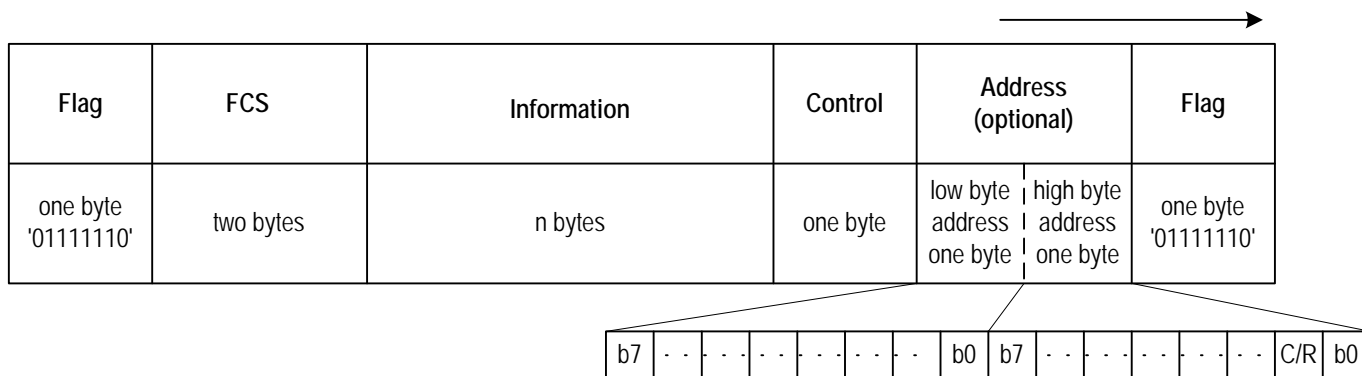 Flag
FCS
Information
Control
Address
(optional)
Flag
one byte
'01111110'
two bytes
n bytes
one byte
low byte
address
one byte
high byte
address
one byte
one byte
'01111110'
b7 - - - - - - - - - - - - b0 b7 - - - - - - - - - - - - C/R b0